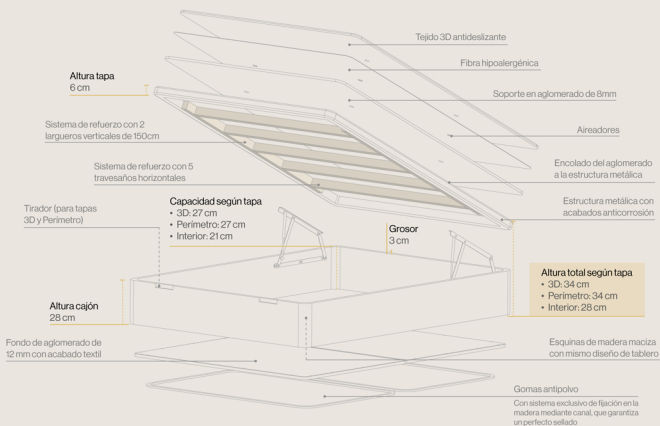 Tejido 3D antideslizante
Fibra hipoalergénica
Altura tapa
6 cm
Soporte en aglomerado de 8mm
Sistema de refuerzo con 2
largueros verticales de 150cm
Aireadores
Sistema de refuerzo con 5
travesaños horizontales
Encolado del aglomerado
a la estructura metálica
Estructura metálica con
acabados anticorrosión
Tirador (para tapas
3D y Perímetro)
Capacidad según tapa
• 3D: 27 cm
• Perímetro: 27 cm
• Interior: 21 cm
Grosor
3 cm
Altura total según tapa
• 3D: 34 cm
• Perímetro: 34 cm
• Interior: 28 cm
Altura cajón
28 cm
Fondo de aglomerado de
12 mm con acabado textil
Esquinas de madera maciza
con mismo diseño de tablero
Gomas antipolvo
Con sistema exclusivo de fijación en la
madera mediante canal, que garantiza
un perfecto sellado